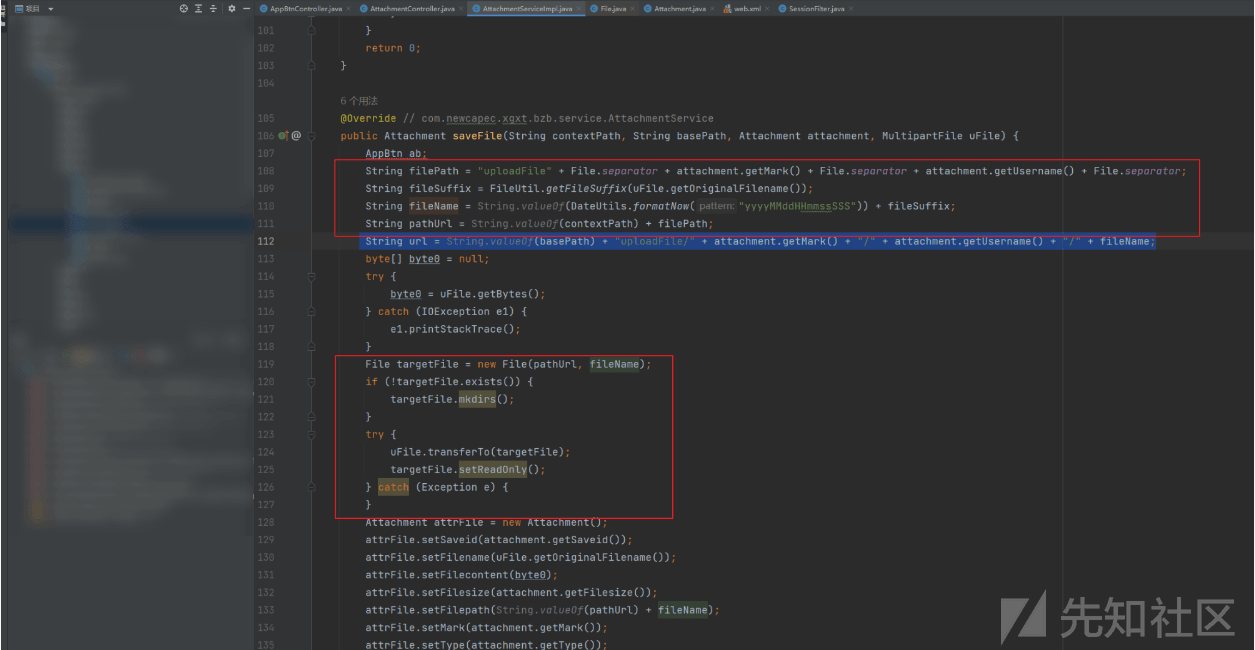 项目
AppBtnController.java
AttachmentController.java
AttachmentServiceImpl.java
File.java
Attachment.java
web.xml
SessionFilter.java
101 }
102 return 0;
103 }
104
6 个用法
105 @Override // com.newcapec.xgxt.bzb.service.AttachmentService
106 @ public Attachment saveFile(String contextPath, String basePath, Attachment attachment, MultipartFile uFile) {
107 AppBtn ab;
108 String filePath = "uploadFile" + File.separator + attachment.getMark() + File.separator + attachment.getUsername() + File.separator;
109 String fileSuffix = FileUtil.getFileSuffix(uFile.getOriginalFilename());
110 String fileName = String.valueOf(DateUtils.formatNow( pattern: "yyyyMMddHHmmssSSS")) + fileSuffix;
111 String pathUrl = String.valueOf(contextPath) + filePath;
112 String url = String.valueOf(basePath) + "uploadFile/" + attachment.getMark() + "/" + attachment.getUsername() + "/" + fileName;
113 byte[] byte0 = null;
114 try {
115 byte0 = uFile.getBytes();
116 } catch (IOException e1) {
117 e1.printStackTrace();
118 }
119 File targetFile = new File(pathUrl, fileName);
120 if (!targetFile.exists()) {
121 targetFile.mkdirs();
122 }
123 try {
124 uFile.transferTo(targetFile);
125 targetFile.setReadOnly();
126 } catch (Exception e) {
127 }
128 Attachment attrFile = new Attachment();
129 attrFile.setSaveid(attachment.getSaveid());
130 attrFile.setFilename(uFile.getOriginalFilename());
131 attrFile.setFilecontent(byte0);
132 attrFile.setFilesize(attachment.getFilesize());
133 attrFile.setFilepath(String.valueOf(pathUrl) + fileName);
134 attrFile.setMark(attachment.getMark());
135 attrFile.setType(attachment.getType());
先知社区